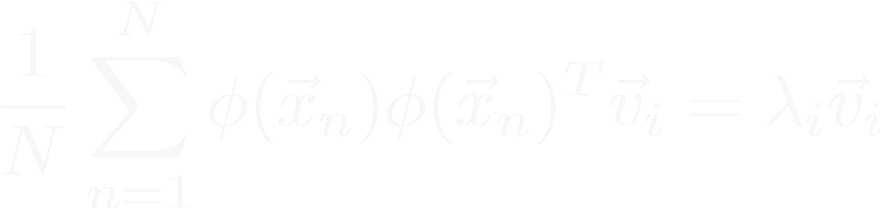 \frac{1}{N} \sum_{n=1}^{N} \phi(\vec{x}_n)\phi(\vec{x}_n)^T \vec{v}_i = \lambda_i \vec{v}_i